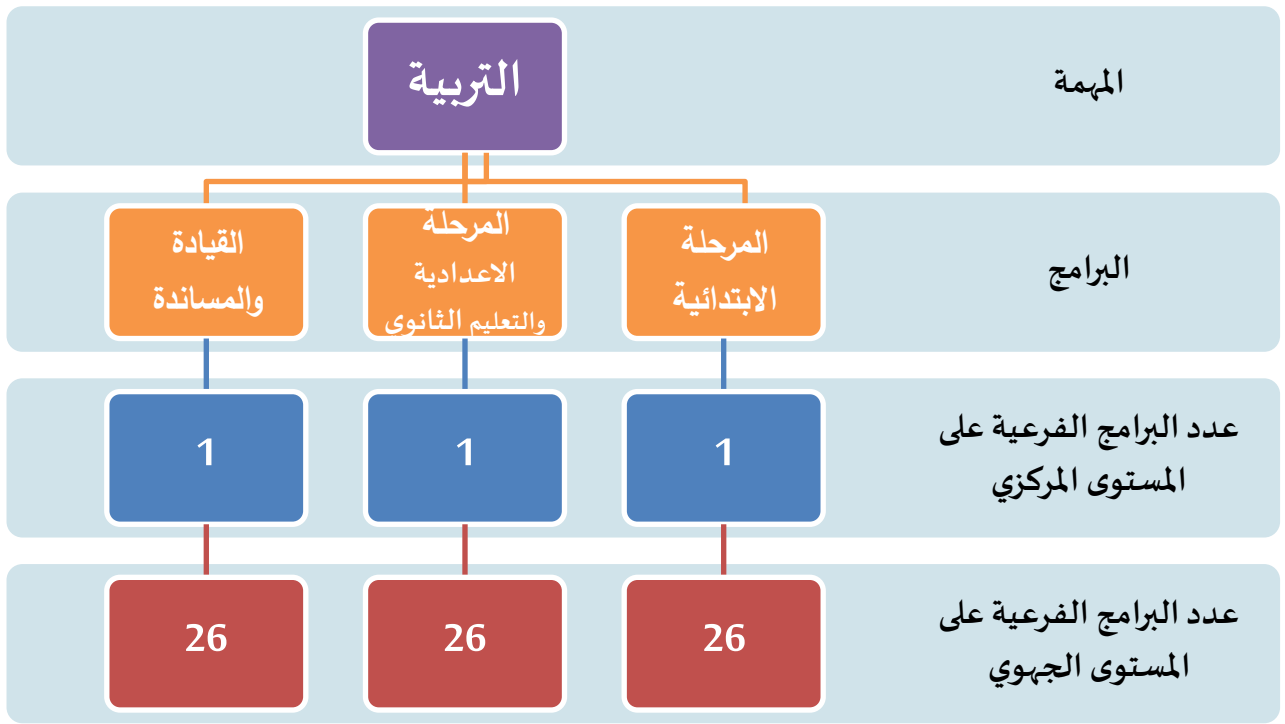 المهمة
التربية
البرامج
المرحلة
الابتدائية
المرحلة
الاعدادية
والتعليم الثانوي
القيادة
والمساندة
عدد البرامج الفرعية على
المستوى المركزي
1
1
1
عدد البرامج الفرعية على
المستوى الجهوي
26
26
26